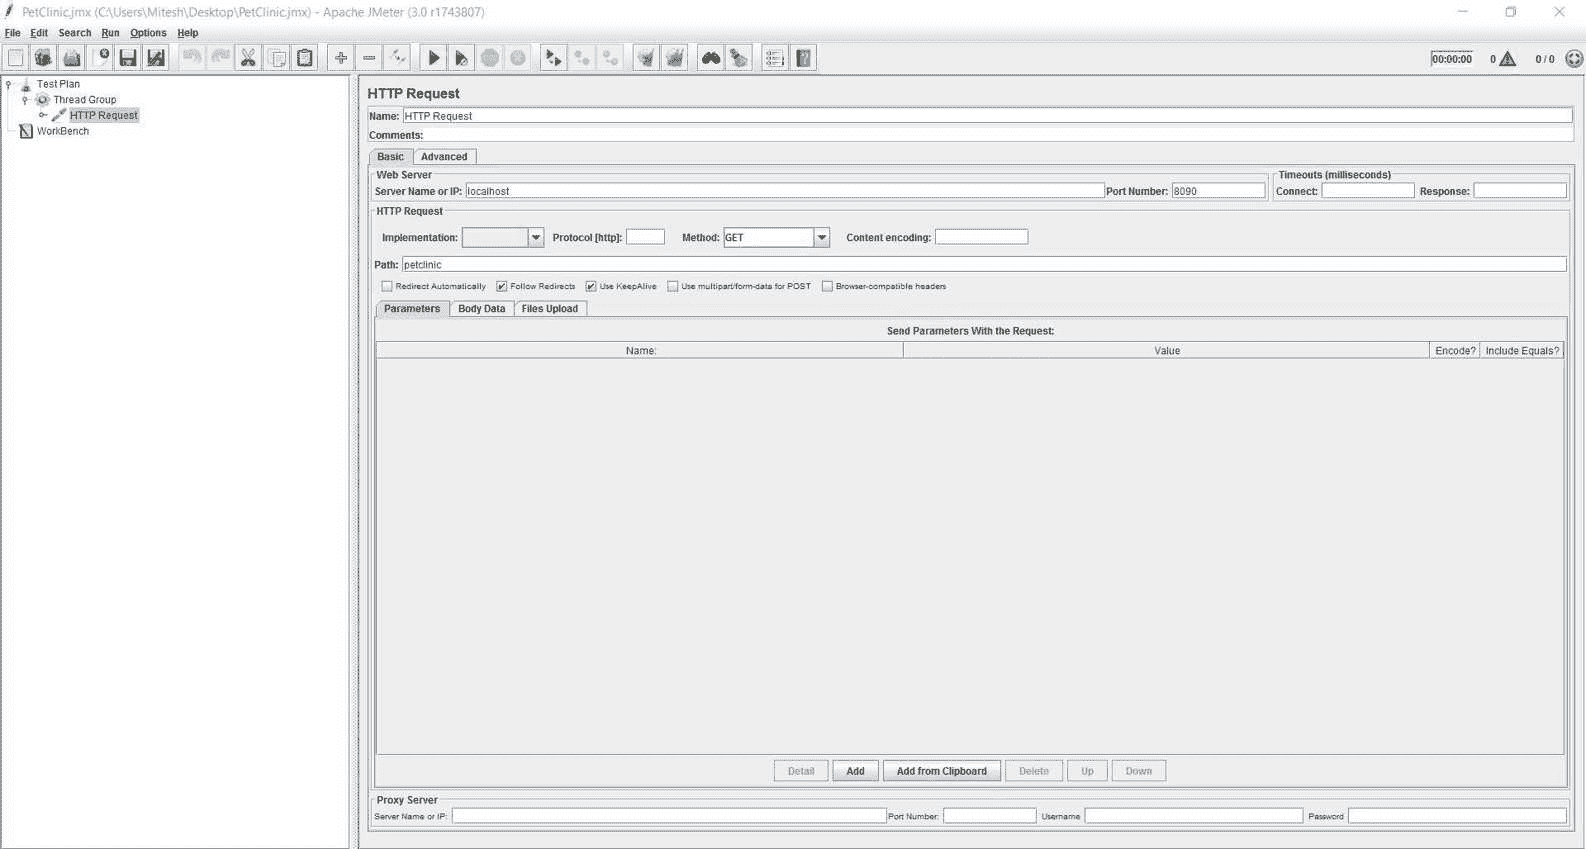 PetClinic.jmx (C:\Users\Mitesh\Desktop\PetClinic.jmx) - Apache JMeter (3.0 r1743807)
File Edit Search Run Options Help
00:00:00 0 0 / 0
Test Plan
Thread Group
HTTP Request
WorkBench
HTTP Request
Name: HTTP Request
Comments:
Basic Advanced
Web Server
Server Name or IP: localhost Port Number: 8090
Timeouts (milliseconds)
Connect: Response:
HTTP Request
Implementation: Protocol [http]: Method: GET Content encoding:
Path: petclinic
Redirect Automatically Follow Redirects Use KeepAlive Use multipart/form-data for POST Browser-compatible headers
Parameters Body Data Files Upload
Send Parameters With the Request:
Name: Value Encode? Include Equals?
Detail Add Add from Clipboard Delete Up Down
Proxy Server
Server Name or IP: Port Number: Username Password